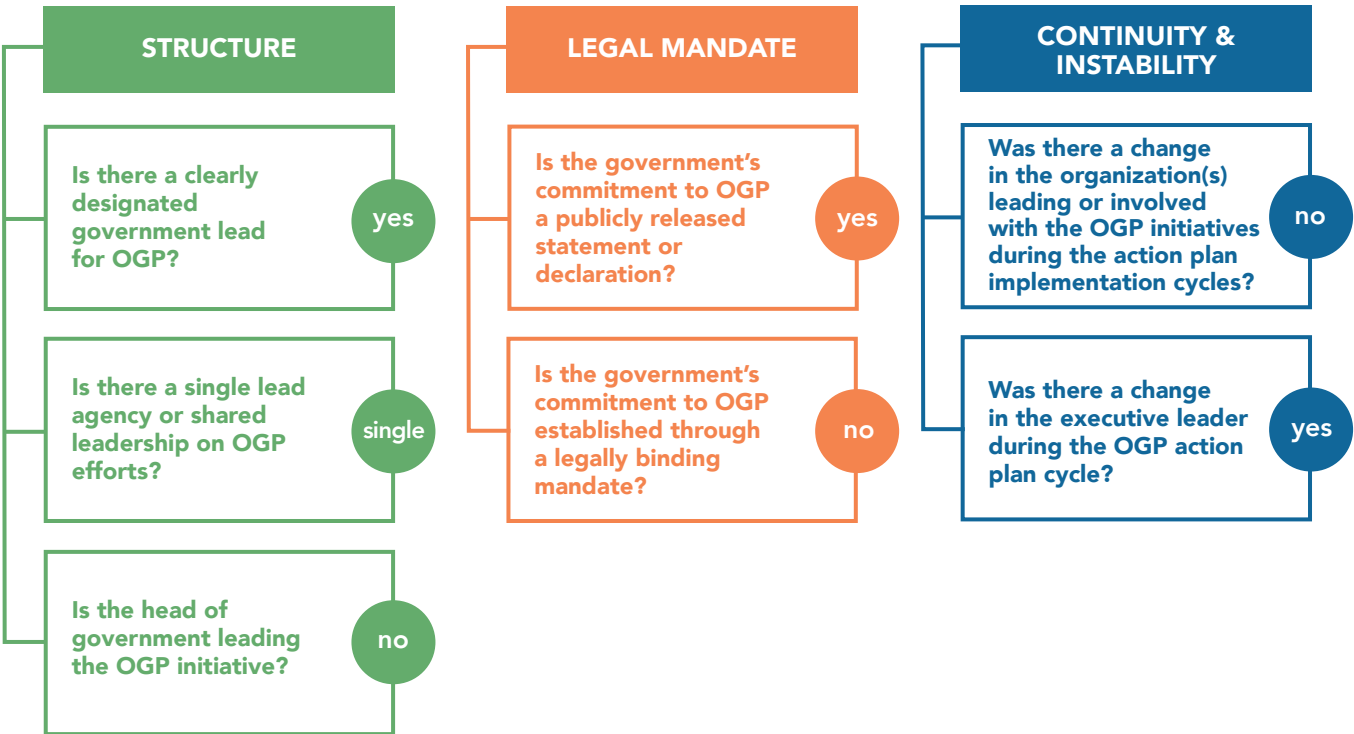 STRUCTURE
Is there a clearly
designated
government lead
for OGP?
yes
Is there a single lead
agency or shared
leadership on OGP
efforts?
single
Is the head of
government leading
the OGP initiative?
no
LEGAL MANDATE
Is the government’s
commitment to OGP
a publicly released
statement or
declaration?
yes
Is the government’s
commitment to OGP
established through
a legally binding
mandate?
no
CONTINUITY &
INSTABILITY
Was there a change
in the organization(s)
leading or involved
with the OGP initiatives
during the action plan
implementation cycles?
no
Was there a change
in the executive leader
during the OGP action
plan cycle?
yes